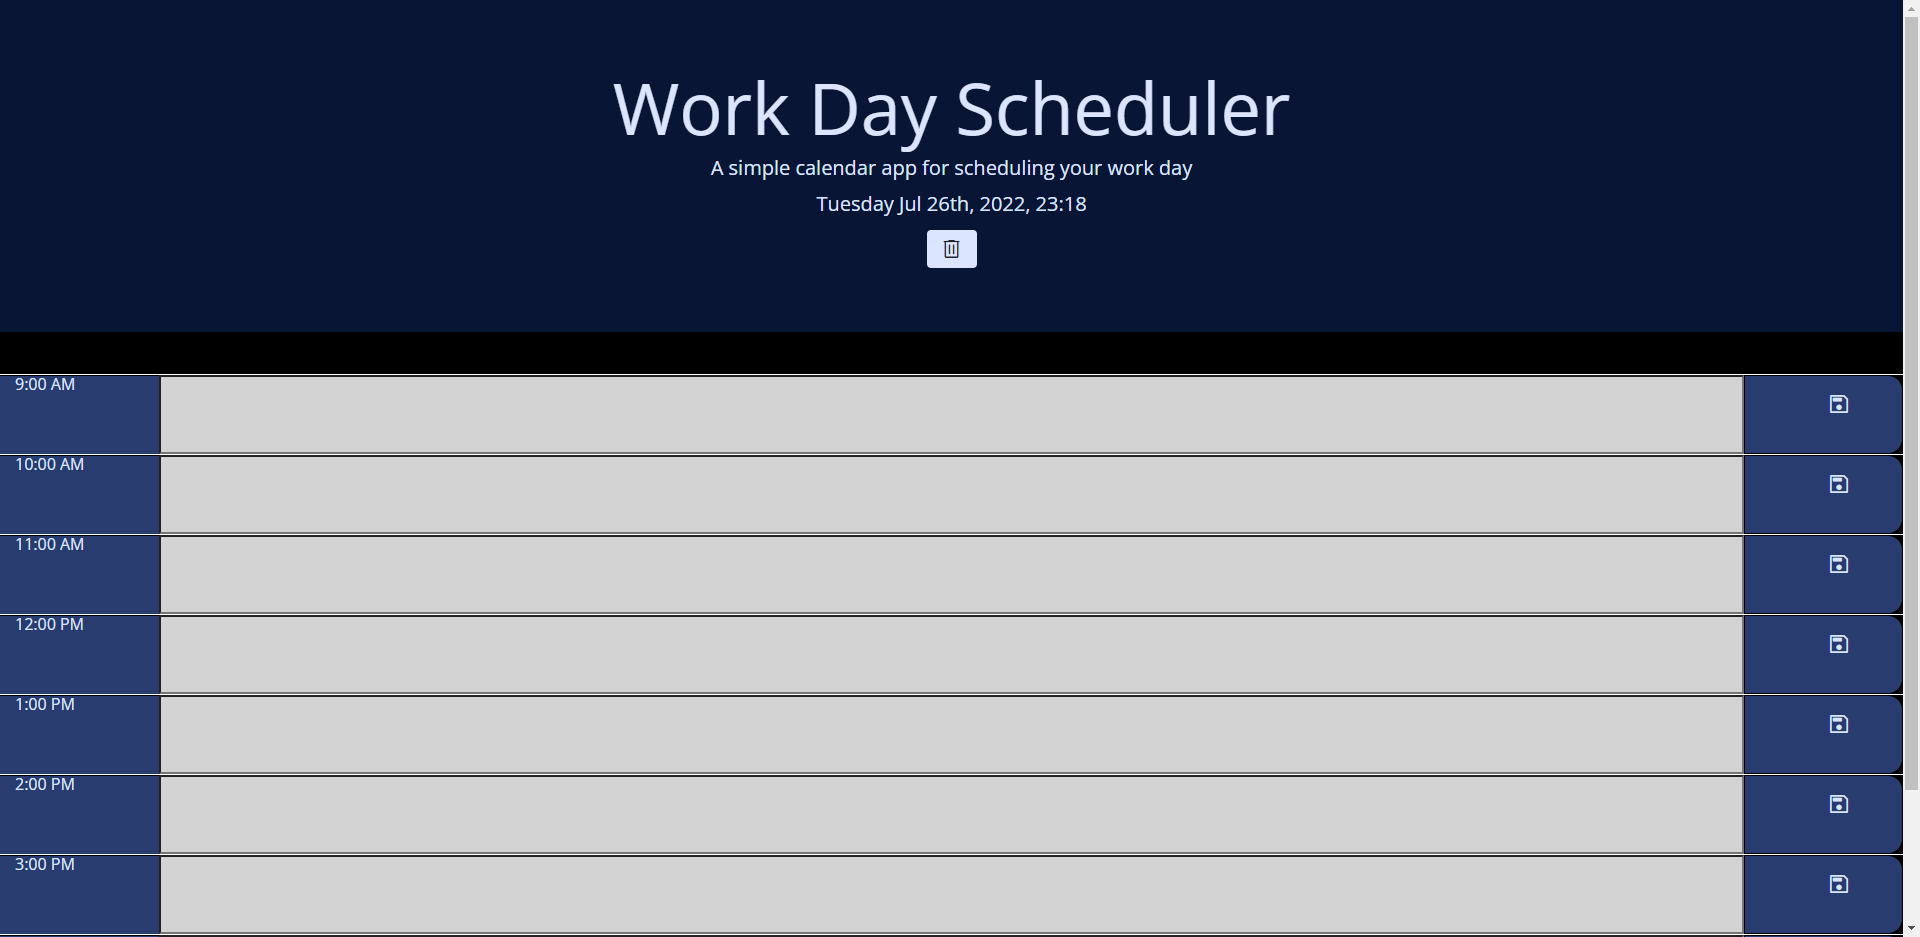 Work Day Scheduler
A simple calendar app for scheduling your work day
Tuesday Jul 26th, 2022, 23:18
9:00 AM
10:00 AM
11:00 AM
12:00 PM
1:00 PM
2:00 PM
3:00 PM